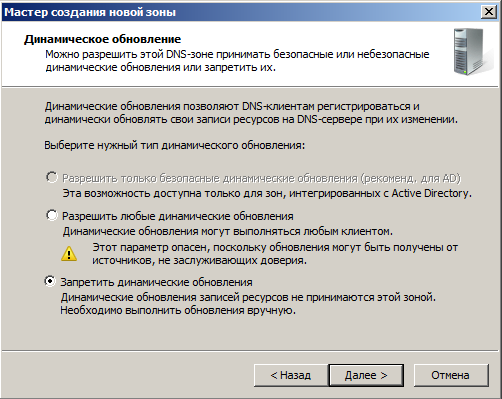 Мастер создания новой зоны
Динамическое обновление
Можно разрешить этой DNS-зоне принимать безопасные или небезопасные
динамические обновления или запретить их.
Динамические обновления позволяют DNS-клиентам регистрироваться и
динамически обновлять свои записи ресурсов на DNS-сервере при их изменении.
Выберите нужный тип динамического обновления:
Разрешить только безопасные динамические обновления (рекоменд. для AD)
Эта возможность доступна только для зон, интегрированных с Active Directory.
Разрешить любые динамические обновления
Динамические обновления могут выполняться любым клиентом.
Этот параметр опасен, поскольку обновления могут быть получены от
источников, не заслуживающих доверия.
Запретить динамические обновления
Динамические обновления записей ресурсов не принимаются этой зоной.
Необходимо выполнить обновления вручную.
< Назад Далее > Отмена